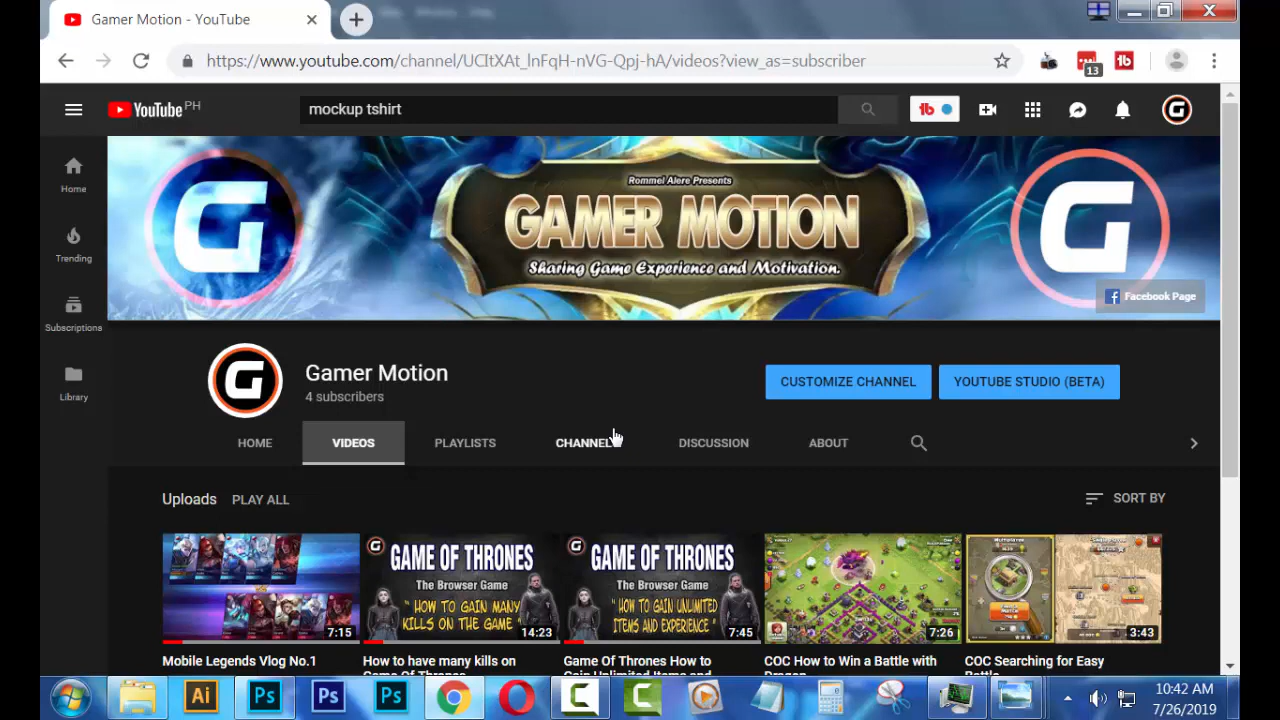 Gamer Motion - YouTube
https://www.youtube.com/channel/UCItXAt_lnFqH-nVG-Qpj-hA/videos?view_as=subscriber
13
YouTube PH
mockup tshirt
Home
Trending
Subscriptions
Library
Rommel Alere Presents
GAMER MOTION
Sharing Game Experience and Motivation.
Facebook Page
Gamer Motion
4 subscribers
CUSTOMIZE CHANNEL
YOUTUBE STUDIO (BETA)
HOME VIDEOS PLAYLISTS CHANNELS DISCUSSION ABOUT
Uploads PLAY ALL
SORT BY
7:15
GAME OF THRONES
The Browser Game
"HOW TO GAIN MANY
KILLS ON THE GAME"
14:23
GAME OF THRONES
The Browser Game
"HOW TO GAIN UNLIMITED
ITEMS AND EXPERIENCE"
7:45
7:26
3:43
Mobile Legends Vlog No.1
How to have many kills on
Game Of Thrones How to
COC How to Win a Battle with
COC Searching for Easy
Ai
Ps
Ps
Ps
10:42 AM
7/26/2019